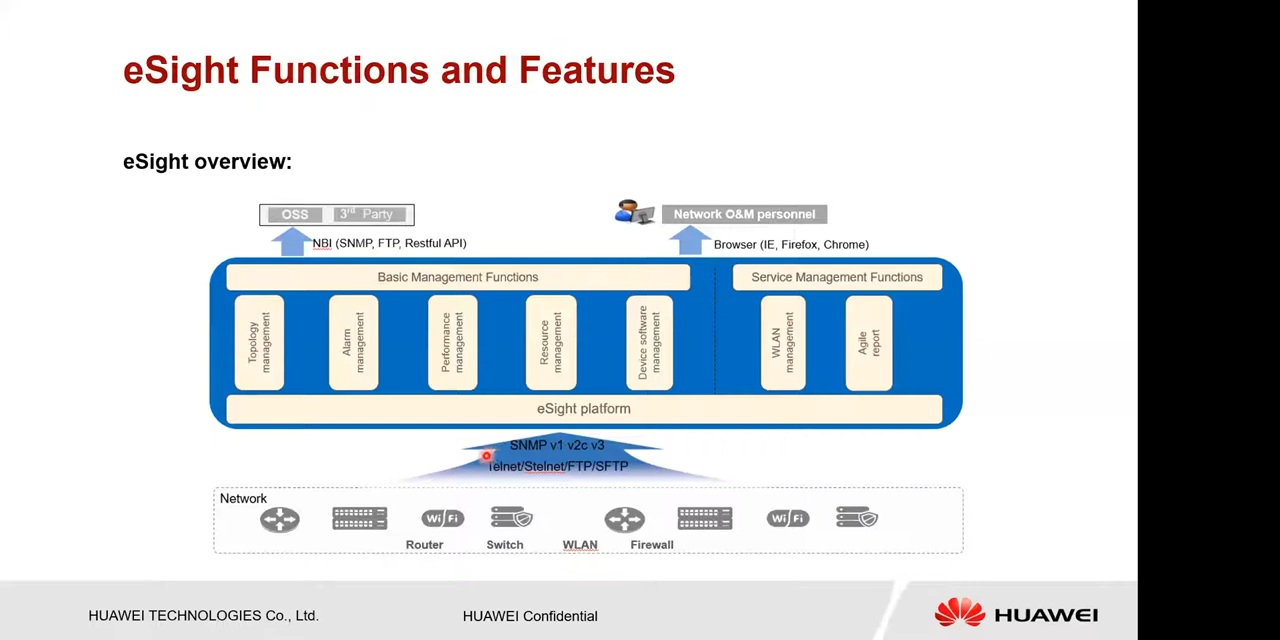 eSight Functions and Features
eSight overview:
OSS
3rd Party
Network O&M personnel
NBI (SNMP, FTP, Restful API)
Browser (IE, Firefox, Chrome)
Basic Management Functions
Service Management Functions
Topology
management
Alarm
management
Performance
management
Resource
management
Device software
management
WLAN
management
Agile
report
eSight platform
SNMP v1 v2c v3
Telnet/Stelnet/FTP/SFTP
Network
WiFi
WiFi
Router
Switch
WLAN
Firewall
HUAWEI TECHNOLOGIES Co., Ltd.
HUAWEI Confidential
HUAWEI